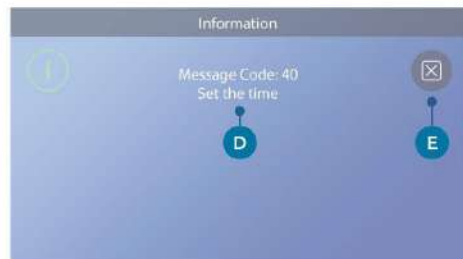 Information
Message Code: 40
Set the time
D
E